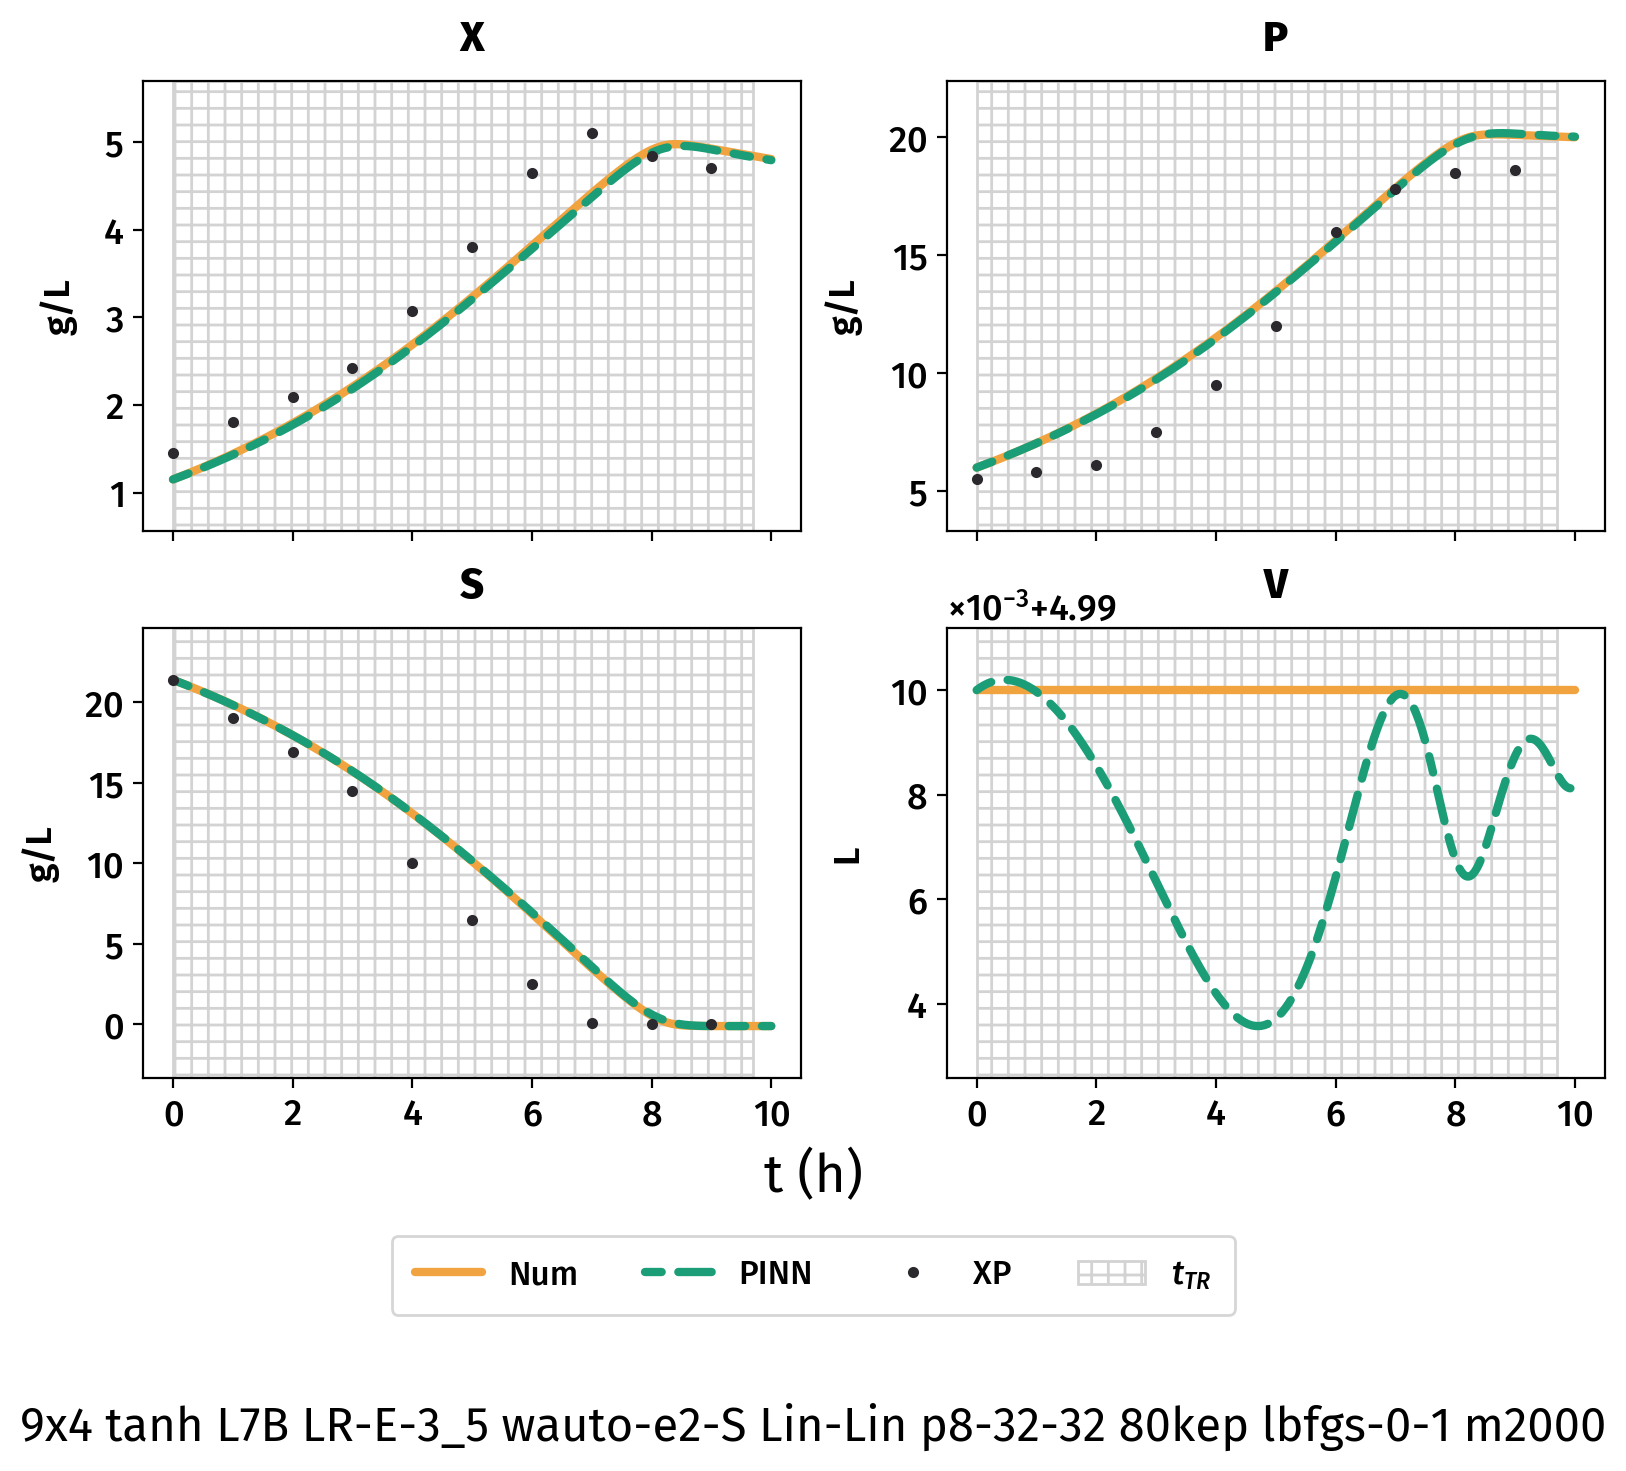 X
P
g/L
5
4
3
2
1
g/L
20
15
10
5
S
V
×10⁻³+4.99
g/L
20
15
10
5
0
L
10
8
6
4
0 2 4 6 8 10
0 2 4 6 8 10
t (h)
Num PINN XP t_TR
9x4 tanh L7B LR-E-3_5 wauto-e2-S Lin-Lin p8-32-32 80kep lbfgs-0-1 m2000